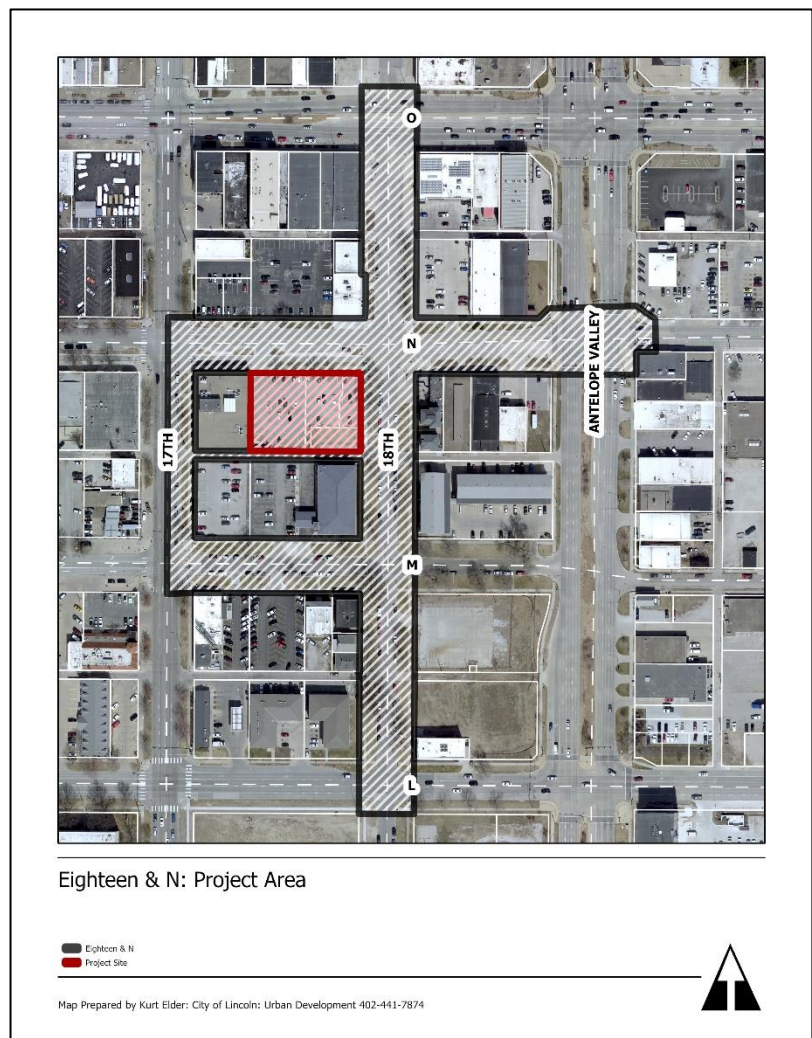 O
N
ANTELOPE VALLEY
17TH
18TH
M
L
Eighteen & N: Project Area
Eighteen & N
Project Site
Map Prepared by Kurt Elder: City of Lincoln: Urban Development 402-441-7874